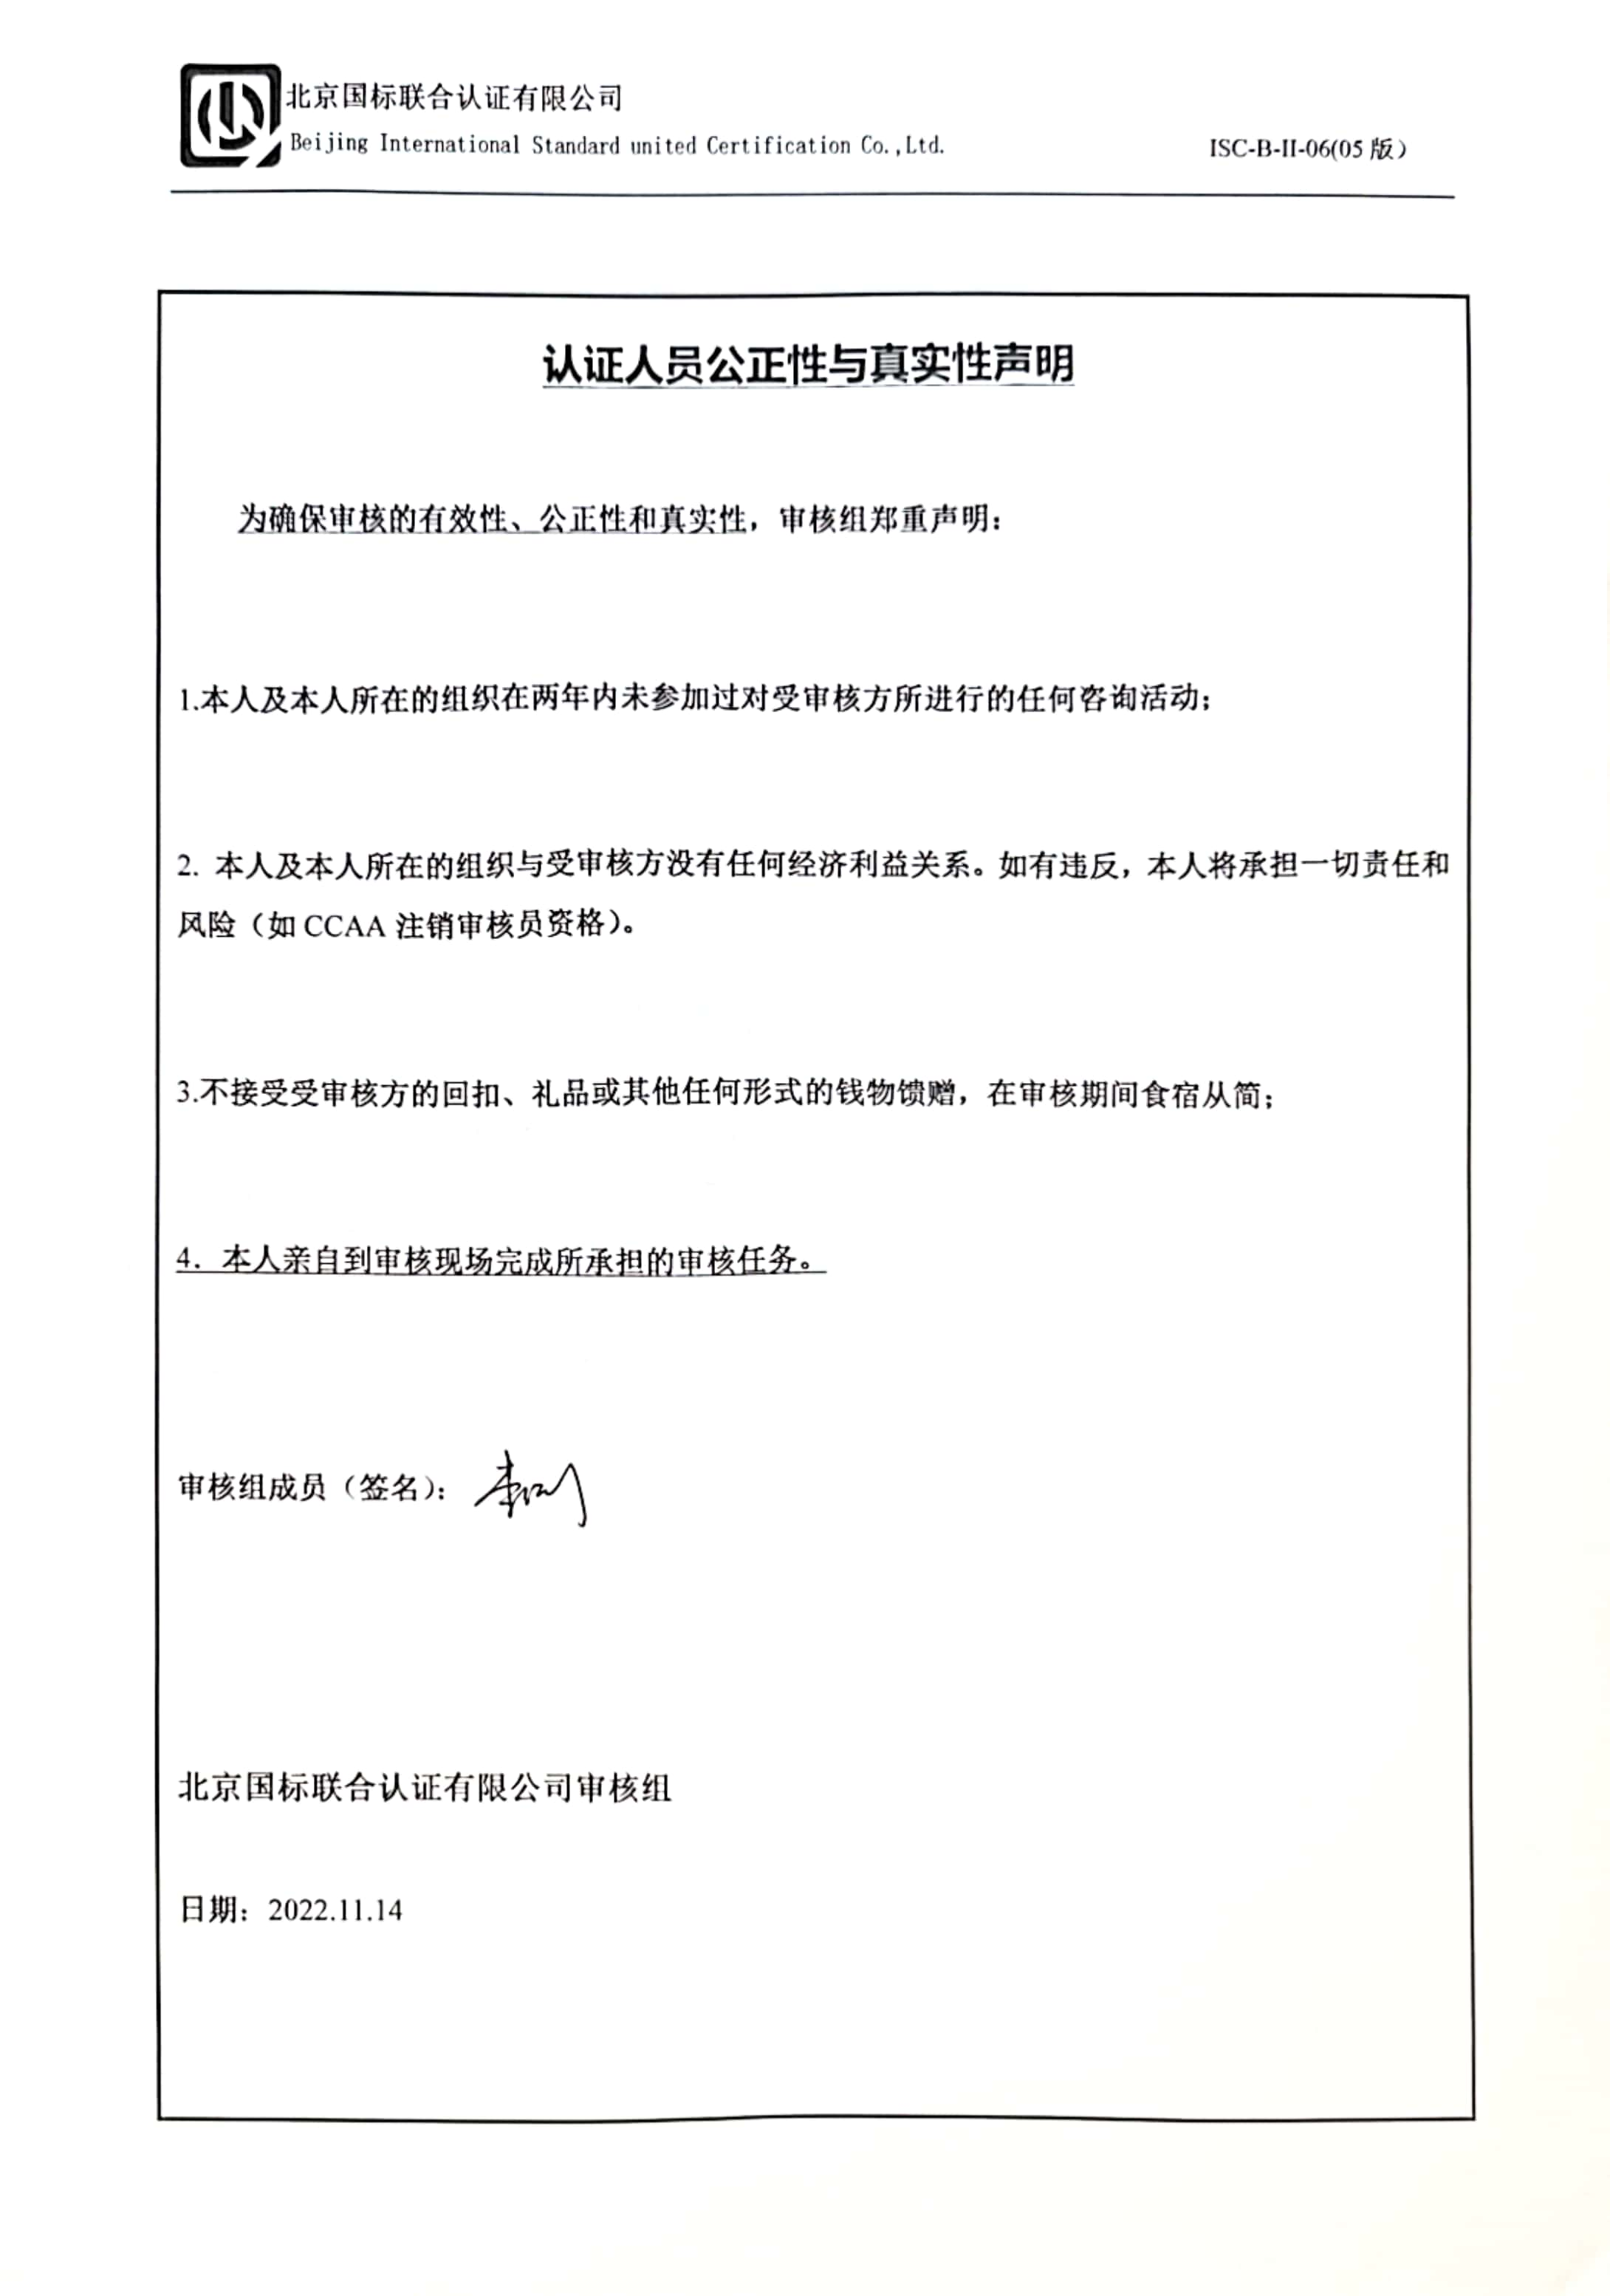 北京国标联合认证有限公司
Beijing International Standard united Certification Co.,Ltd.
ISC-B-II-06(05 版）
认证人员公正性与真实性声明
为确保审核的有效性、公正性和真实性，审核组郑重声明：
1.本人及本人所在的组织在两年内未参加过对受审核方所进行的任何咨询活动；
2. 本人及本人所在的组织与受审核方没有任何经济利益关系。如有违反，本人将承担一切责任和
风险（如 CCAA 注销审核员资格）。
3.不接受受审核方的回扣、礼品或其他任何形式的钱物馈赠，在审核期间食宿从简；
4．本人亲自到审核现场完成所承担的审核任务。
审核组成员（签名）：
北京国标联合认证有限公司审核组
日期：2022.11.14